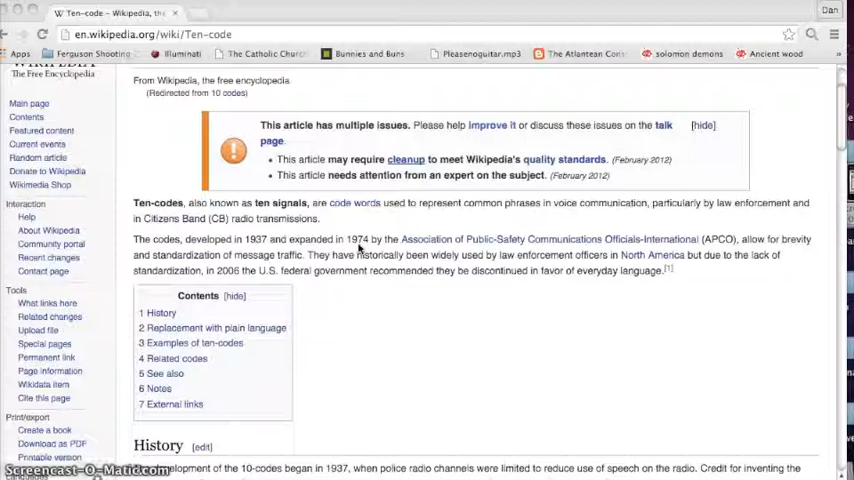 Ten-code - Wikipedia, the
Dan
en.wikipedia.org/wiki/Ten-code
Apps Ferguson Shooting Illuminati The Catholic Church Bunnies and Buns Pleasenoguitar.mp3 The Atlantean Cons solomon demons Ancient wood
WIKIPEDIA
The Free Encyclopedia
Main page
Contents
Featured content
Current events
Random article
Donate to Wikipedia
Wikimedia Shop
Interaction
Help
About Wikipedia
Community portal
Recent changes
Contact page
Tools
What links here
Related changes
Upload file
Special pages
Permanent link
Page information
Wikidata item
Cite this page
Print/export
Create a book
Download as PDF
Printable version
Languages
From Wikipedia, the free encyclopedia
(Redirected from 10 codes)
This article has multiple issues. Please help improve it or discuss these issues on the talk [hide]
page.
• This article may require cleanup to meet Wikipedia's quality standards. (February 2012)
• This article needs attention from an expert on the subject. (February 2012)
Ten-codes, also known as ten signals, are code words used to represent common phrases in voice communication, particularly by law enforcement and
in Citizens Band (CB) radio transmissions.
The codes, developed in 1937 and expanded in 1974 by the Association of Public-Safety Communications Officials-International (APCO), allow for brevity
and standardization of message traffic. They have historically been widely used by law enforcement officers in North America but due to the lack of
standardization, in 2006 the U.S. federal government recommended they be discontinued in favor of everyday language.[1]
Contents [hide]
1 History
2 Replacement with plain language
3 Examples of ten-codes
4 Related codes
5 See also
6 Notes
7 External links
History [edit]
development of the 10-codes began in 1937, when police radio channels were limited to reduce use of speech on the radio. Credit for inventing the
Screencast-O-Matic.com